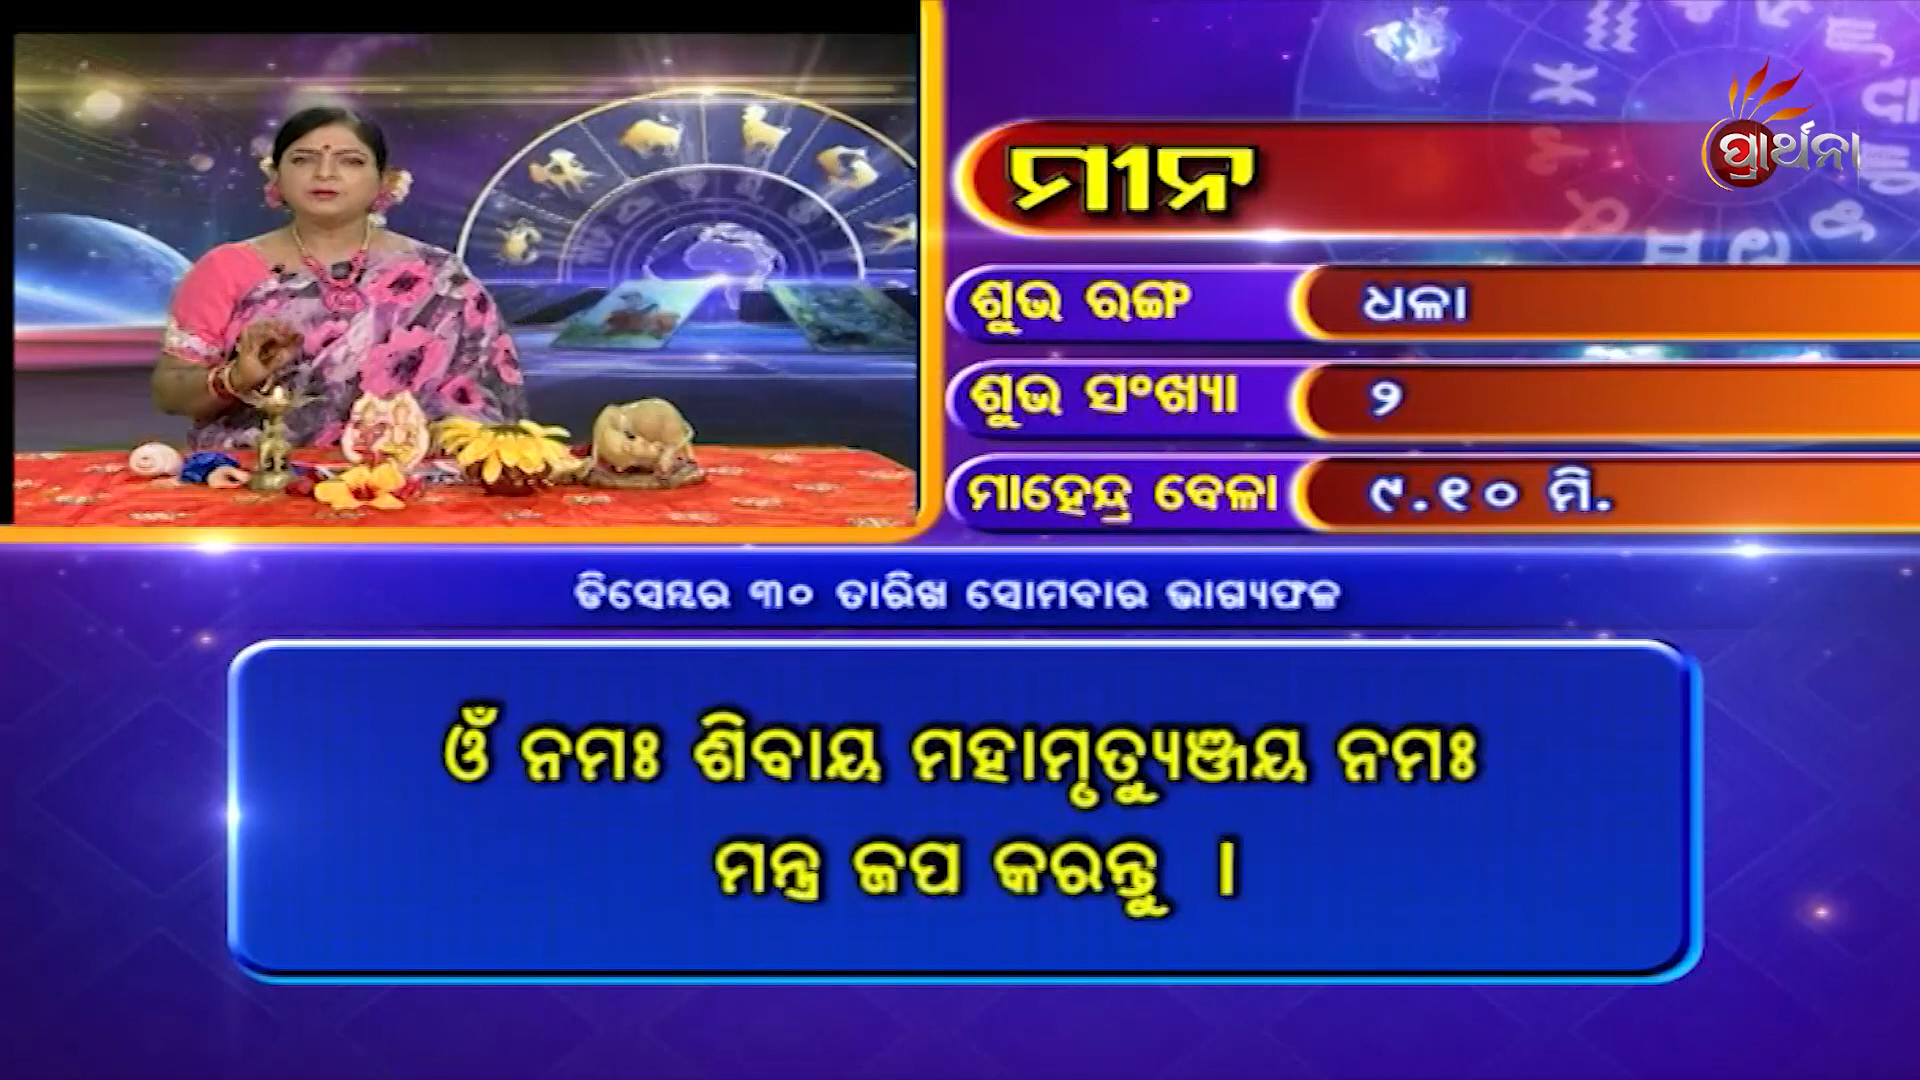 ପ୍ରାର୍ଥନା
ମୀନ
ଶୁଭ ରଙ୍ଗ ଧଳା
ଶୁଭ ସଂଖ୍ୟା ୨
ମାହେନ୍ଦ୍ର ବେଳା ୯.୧୦ ମି.
ଡିସେମ୍ବର ୩୦ ତାରିଖ ସୋମବାର ଭାଗ୍ୟଫଳ
ଓଁ ନମଃ ଶିବାୟ ମହାମୃତ୍ୟୁଞ୍ଜୟ ନମଃ
ମନ୍ତ୍ର ଜପ କରନ୍ତୁ ।